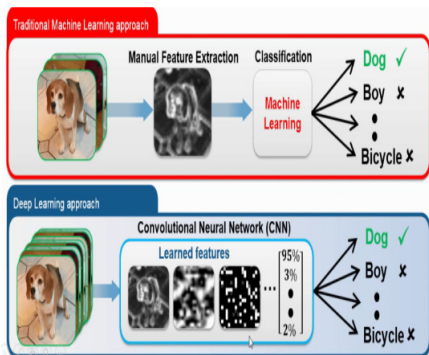 Traditional Machine Learning approach
Manual Feature Extraction
Classification
Machine
Learning
Dog ✓
Boy ✘
Bicycle ✘
Deep Learning approach
Convolutional Neural Network (CNN)
Learned features
95%
3%
2%
Dog ✓
Boy ✘
Bicycle ✘